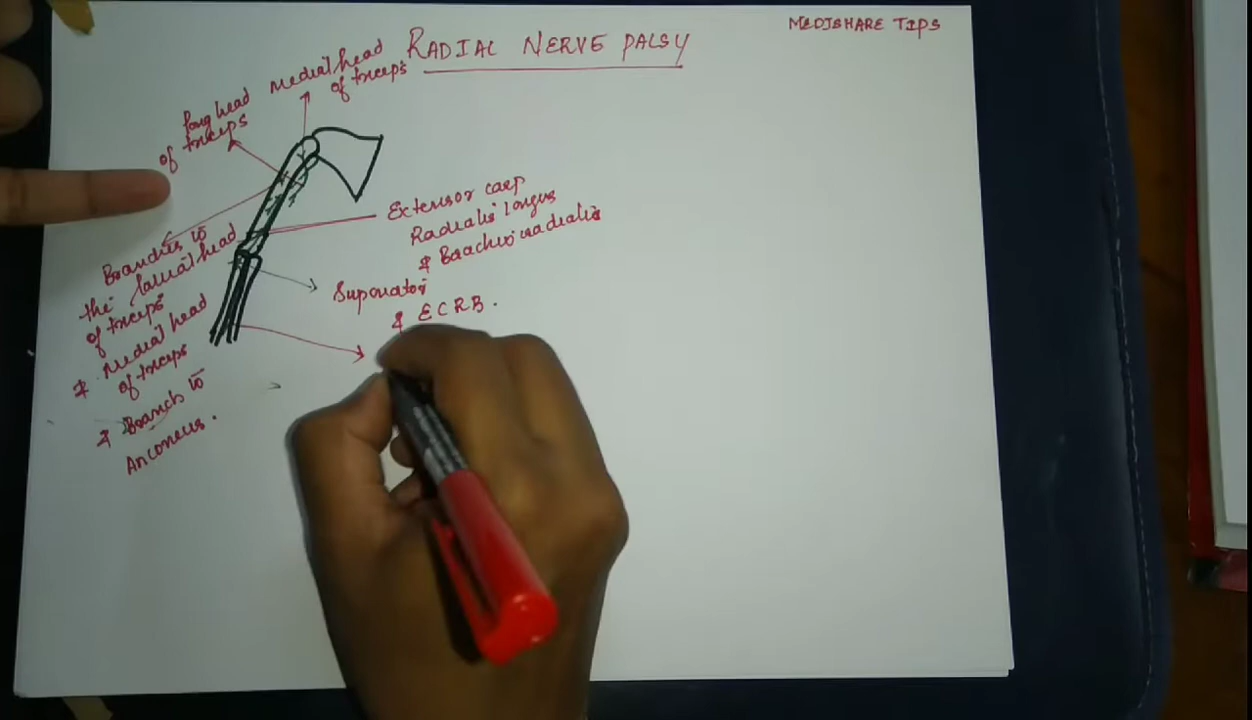 RADIAL NERVE PALSY
MEDISHARE TIPS
medial head
of triceps
long head
of triceps
Extensor carp
Radialis longus
& Brachioradialis
Branches to
the lateral head
of triceps
& Medial head
of triceps
& Branch to
Anconeus.
Supinator
& ECRB.